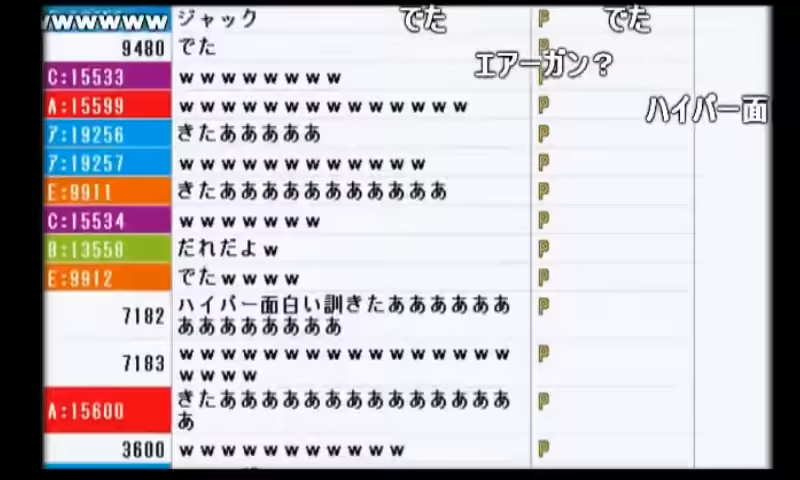 wwwwww ジャック でた P でた
9480 でた P
エアーガン？
C:15533 wwwwwwww P
ハイパー面
A:15599 wwwwwwwwwwwwww P
ｱ:19256 きたあああああ P
ｱ:19257 wwwwwwwwwwww P
E:9911 きたあああああああああああ P
C:15534 wwwwwww P
B:13558 だれだよw P
E:9912 でたwwww P
7182 ハイパー面白い訓きたああああああ P
ああああああああ
7183 wwwwwwwwwwwwwwww P
wwww
A:15600 きたああああああああああああああ P
あ
3600 wwwwwwwwwww P